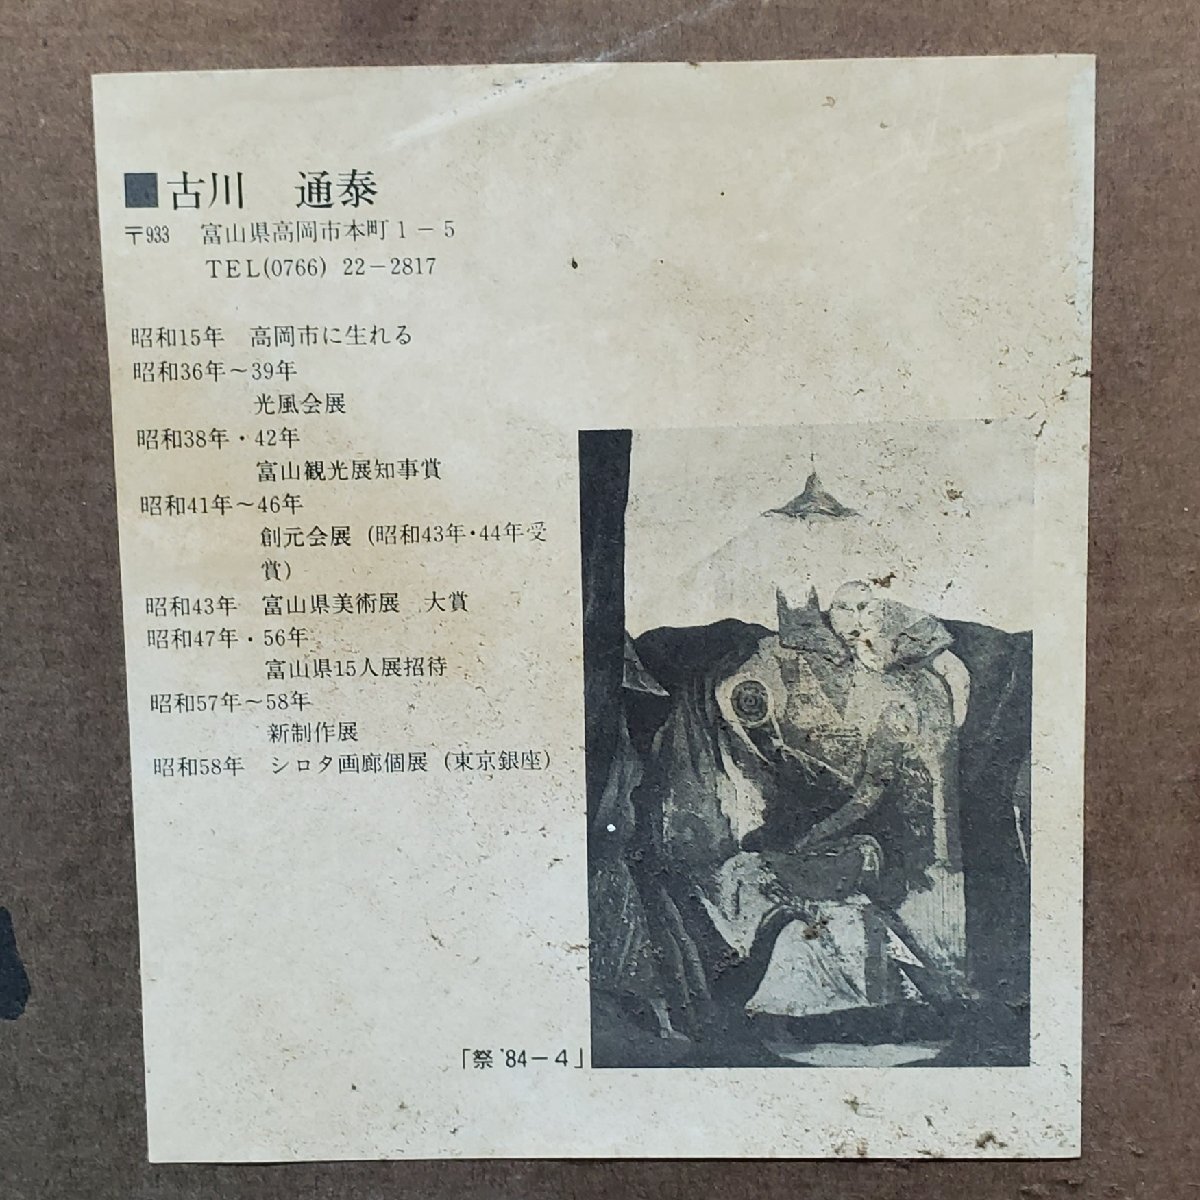 ■古川　通泰
〒933　富山県高岡市本町1－5
TEL(0766) 22－2817
昭和15年　高岡市に生れる
昭和36年～39年
光風会展
昭和38年・42年
富山観光展知事賞
昭和41年～46年
創元会展 (昭和43年・44年受
賞)
昭和43年　富山県美術展　大賞
昭和47年・56年
富山県15人展招待
昭和57年～58年
新制作展
昭和58年　シロタ画廊個展 (東京銀座)
「祭 '84－4」